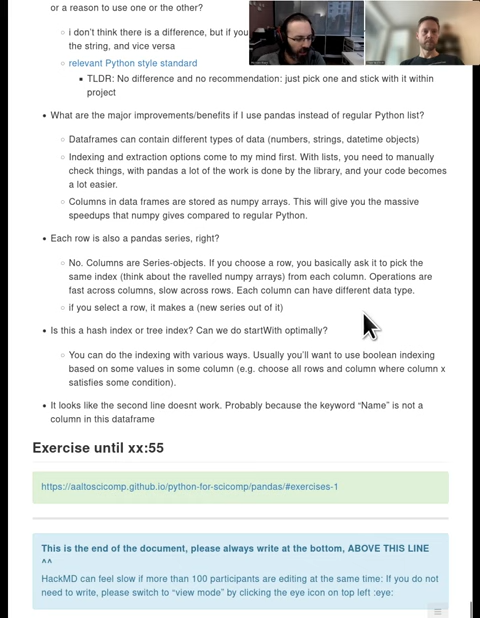 or a reason to use one or the other?
i don't think there is a difference, but if you
the string, and vice versa
relevant Python style standard
TLDR: No difference and no recommendation: just pick one and stick with it within
project
What are the major improvements/benefits if I use pandas instead of regular Python list?
Dataframes can contain different types of data (numbers, strings, datetime objects)
Indexing and extraction options come to my mind first. With lists, you need to manually
check things, with pandas a lot of the work is done by the library, and your code becomes
a lot easier.
Columns in data frames are stored as numpy arrays. This will give you the massive
speedups that numpy gives compared to regular Python.
Each row is also a pandas series, right?
No. Columns are Series-objects. If you choose a row, you basically ask it to pick the
same index (think about the ravelled numpy arrays) from each column. Operations are
fast across columns, slow across rows. Each column can have different data type.
if you select a row, it makes a (new series out of it)
Is this a hash index or tree index? Can we do startWith optimally?
You can do the indexing with various ways. Usually you'll want to use boolean indexing
based on some values in some column (e.g. choose all rows and column where column x
satisfies some condition).
It looks like the second line doesnt work. Probably because the keyword “Name” is not a
column in this dataframe
Exercise until xx:55
https://aaltoscicomp.github.io/python-for-scicomp/pandas/#exercises-1
This is the end of the document, please always write at the bottom, ABOVE THIS LINE
^^
HackMD can feel slow if more than 100 participants are editing at the same time: If you do not
need to write, please switch to “view mode” by clicking the eye icon on top left :eye: